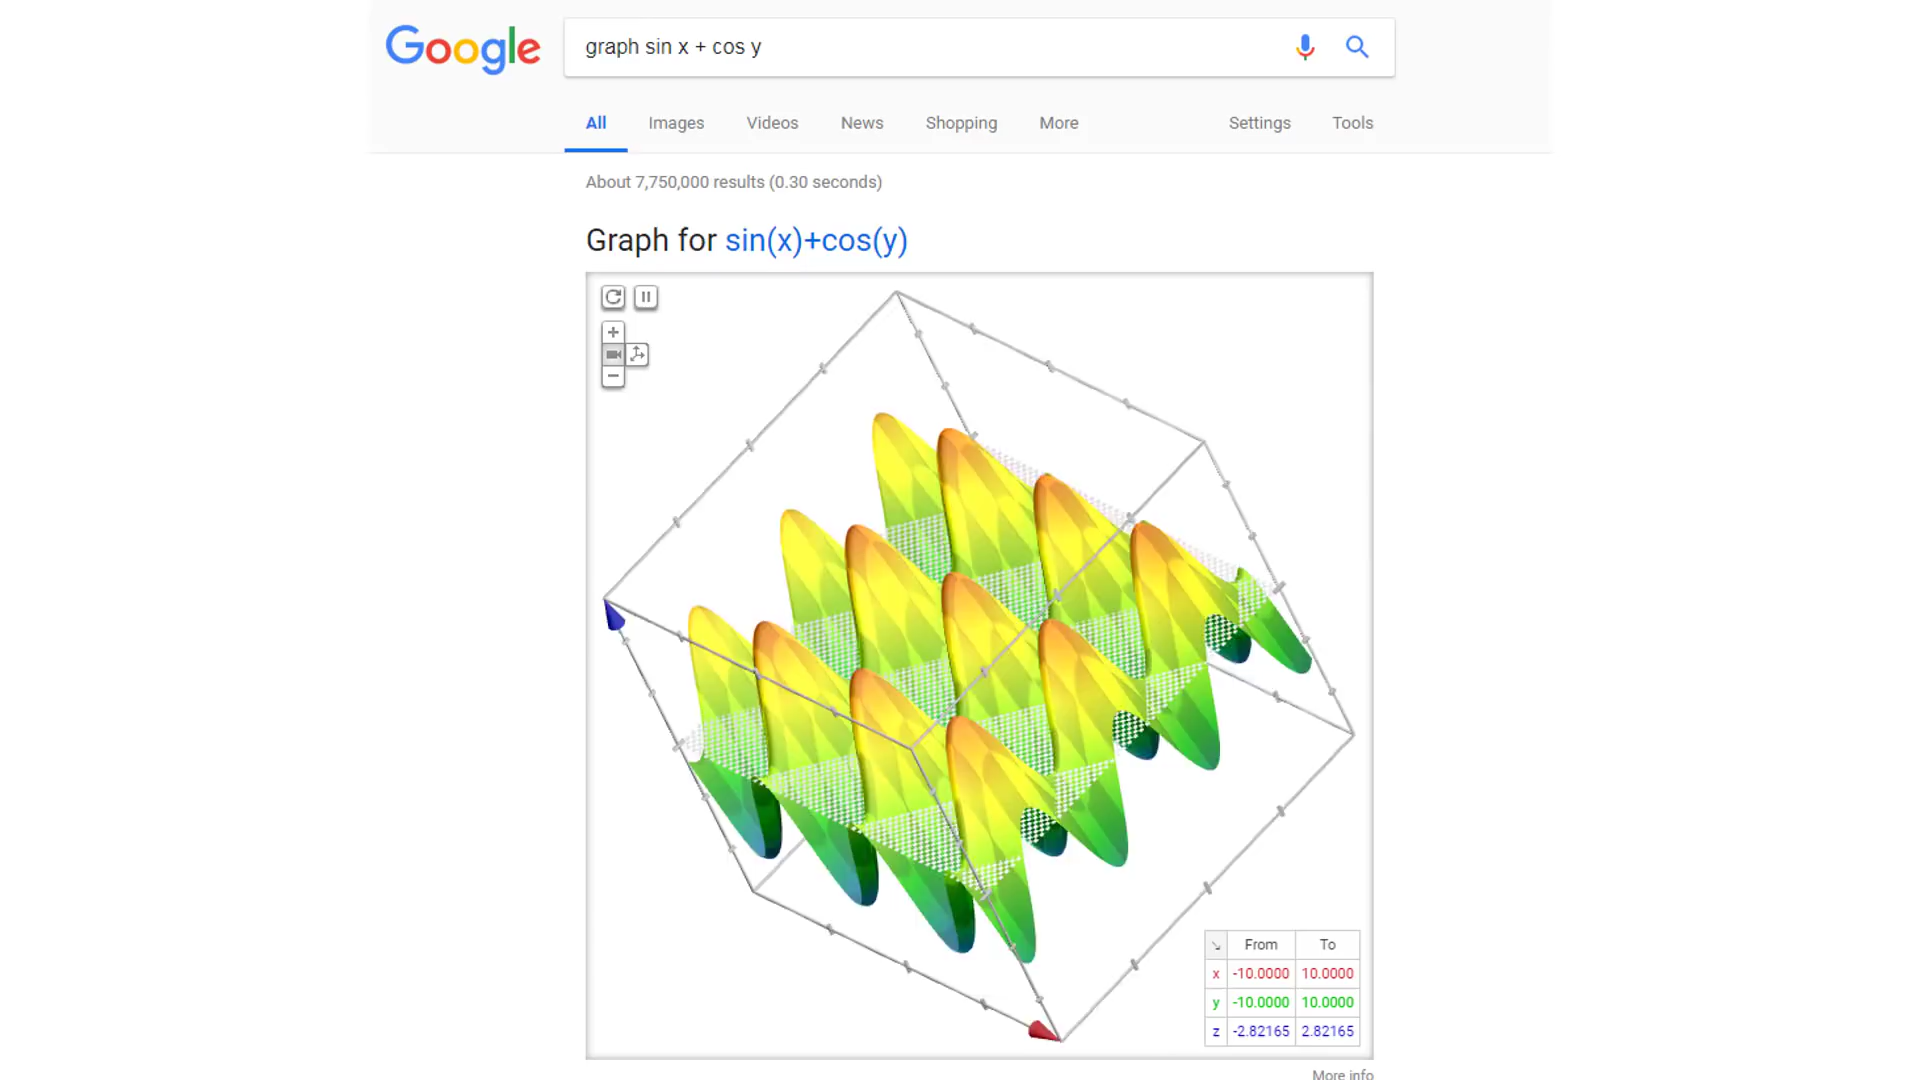 Google
graph sin x + cos y
All Images Videos News Shopping More Settings Tools
About 7,750,000 results (0.30 seconds)
Graph for sin(x)+cos(y)
+
−
From To
x -10.0000 10.0000
y -10.0000 10.0000
z -2.82165 2.82165
More info